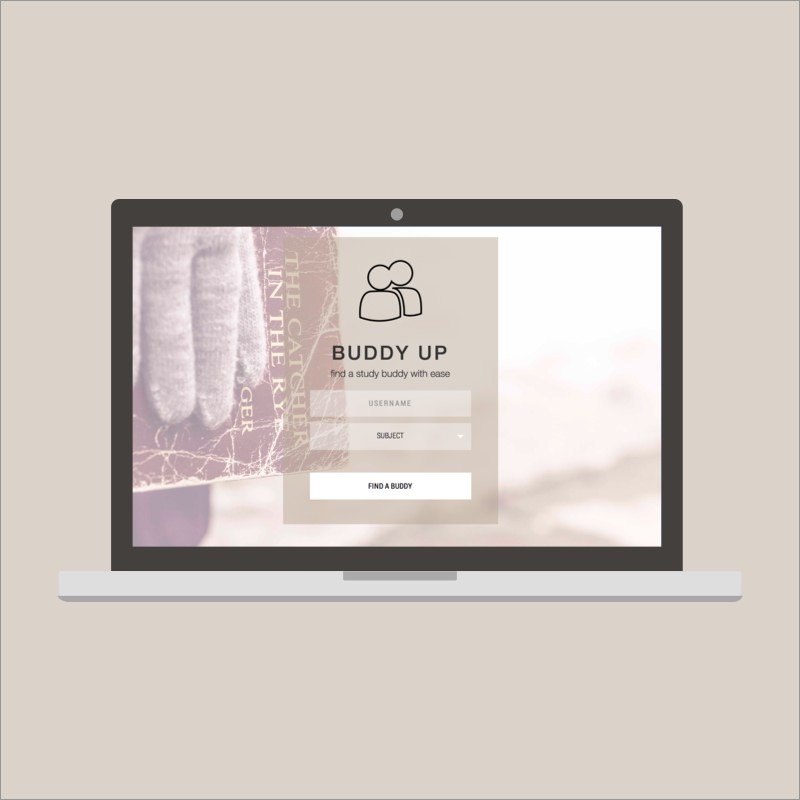 THE CATCHER
IN THE RYE
GER
BUDDY UP
find a study buddy with ease
USERNAME
SUBJECT
FIND A BUDDY